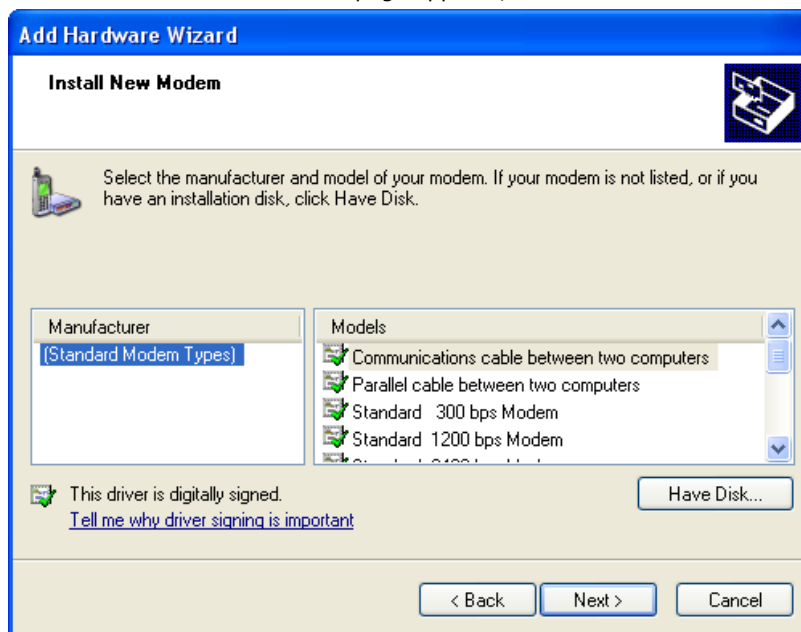 Add Hardware Wizard
Install New Modem
Select the manufacturer and model of your modem. If your modem is not listed, or if you
have an installation disk, click Have Disk.
Manufacturer
(Standard Modem Types)
Models
Communications cable between two computers
Parallel cable between two computers
Standard 300 bps Modem
Standard 1200 bps Modem
This driver is digitally signed.
Tell me why driver signing is important
Have Disk...
< Back
Next >
Cancel